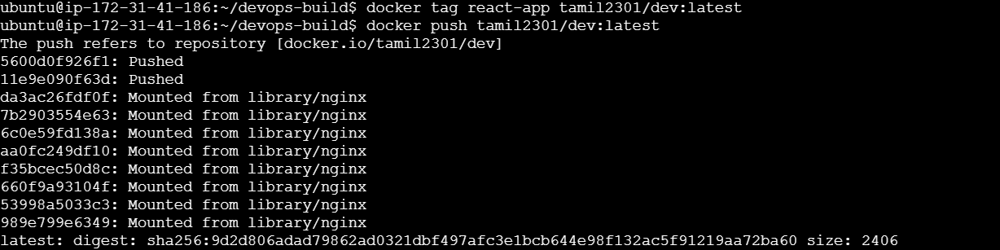 ubuntu@ip-172-31-41-186:~/devops-build$ docker tag react-app tamil2301/dev:latest
ubuntu@ip-172-31-41-186:~/devops-build$ docker push tamil2301/dev:latest
The push refers to repository [docker.io/tamil2301/dev]
5600d0f926f1: Pushed
11e9e090f63d: Pushed
da3ac26fdf0f: Mounted from library/nginx
7b2903554e63: Mounted from library/nginx
6c0e59fd138a: Mounted from library/nginx
aa0fc249df10: Mounted from library/nginx
f35bcec50d8c: Mounted from library/nginx
660f9a93104f: Mounted from library/nginx
53998a5033c3: Mounted from library/nginx
989e799e6349: Mounted from library/nginx
latest: digest: sha256:9d2d806adad79862ad0321dbf497afc3e1bcb644e98f132ac5f91219aa72ba60 size: 2406